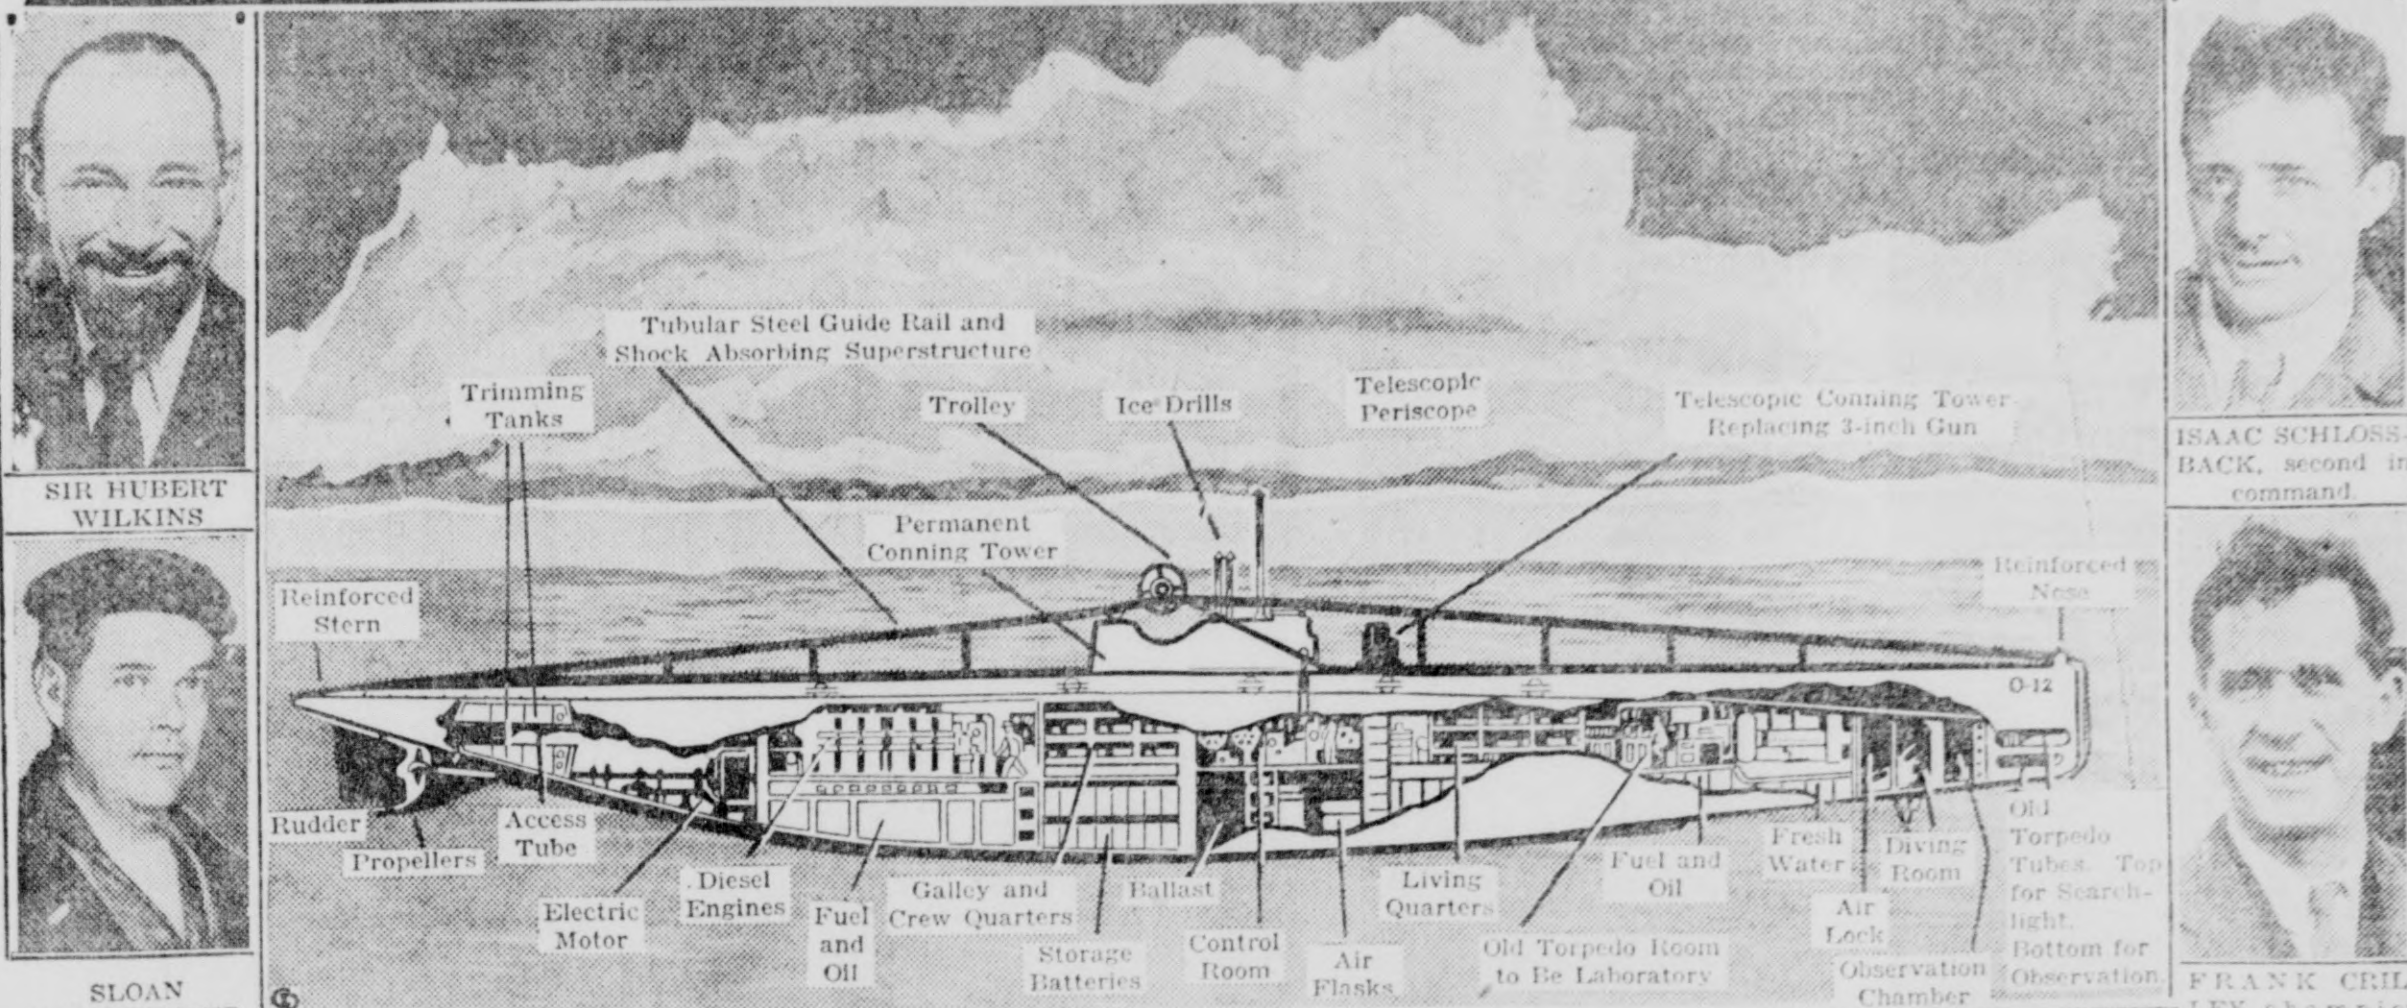 SIR HUBERT
WILKINS
SLOAN
Tubular Steel Guide Rail and
Shock Absorbing Superstructure
Trimming
Tanks
Trolley
Ice Drills
Telescopic
Periscope
Telescopic Conning Tower
Replacing 3-inch Gun
Permanent
Conning Tower
Reinforced
Stern
Reinforced
Nose
O-12
Rudder
Propellers
Access
Tube
Electric
Motor
Diesel
Engines
Fuel
and
Oil
Galley and
Crew Quarters
Storage
Batteries
Ballast
Control
Room
Air
Flasks
Living
Quarters
Old Torpedo Room
to Be Laboratory
Fuel and
Oil
Fresh
Water
Air
Lock
Diving
Room
Observation
Chamber
Old
Torpedo
Tubes. Top
for Search-
light.
Bottom for
Observation.
ISAAC SCHLOSS-
BACK, second in
command.
FRANK CRIL